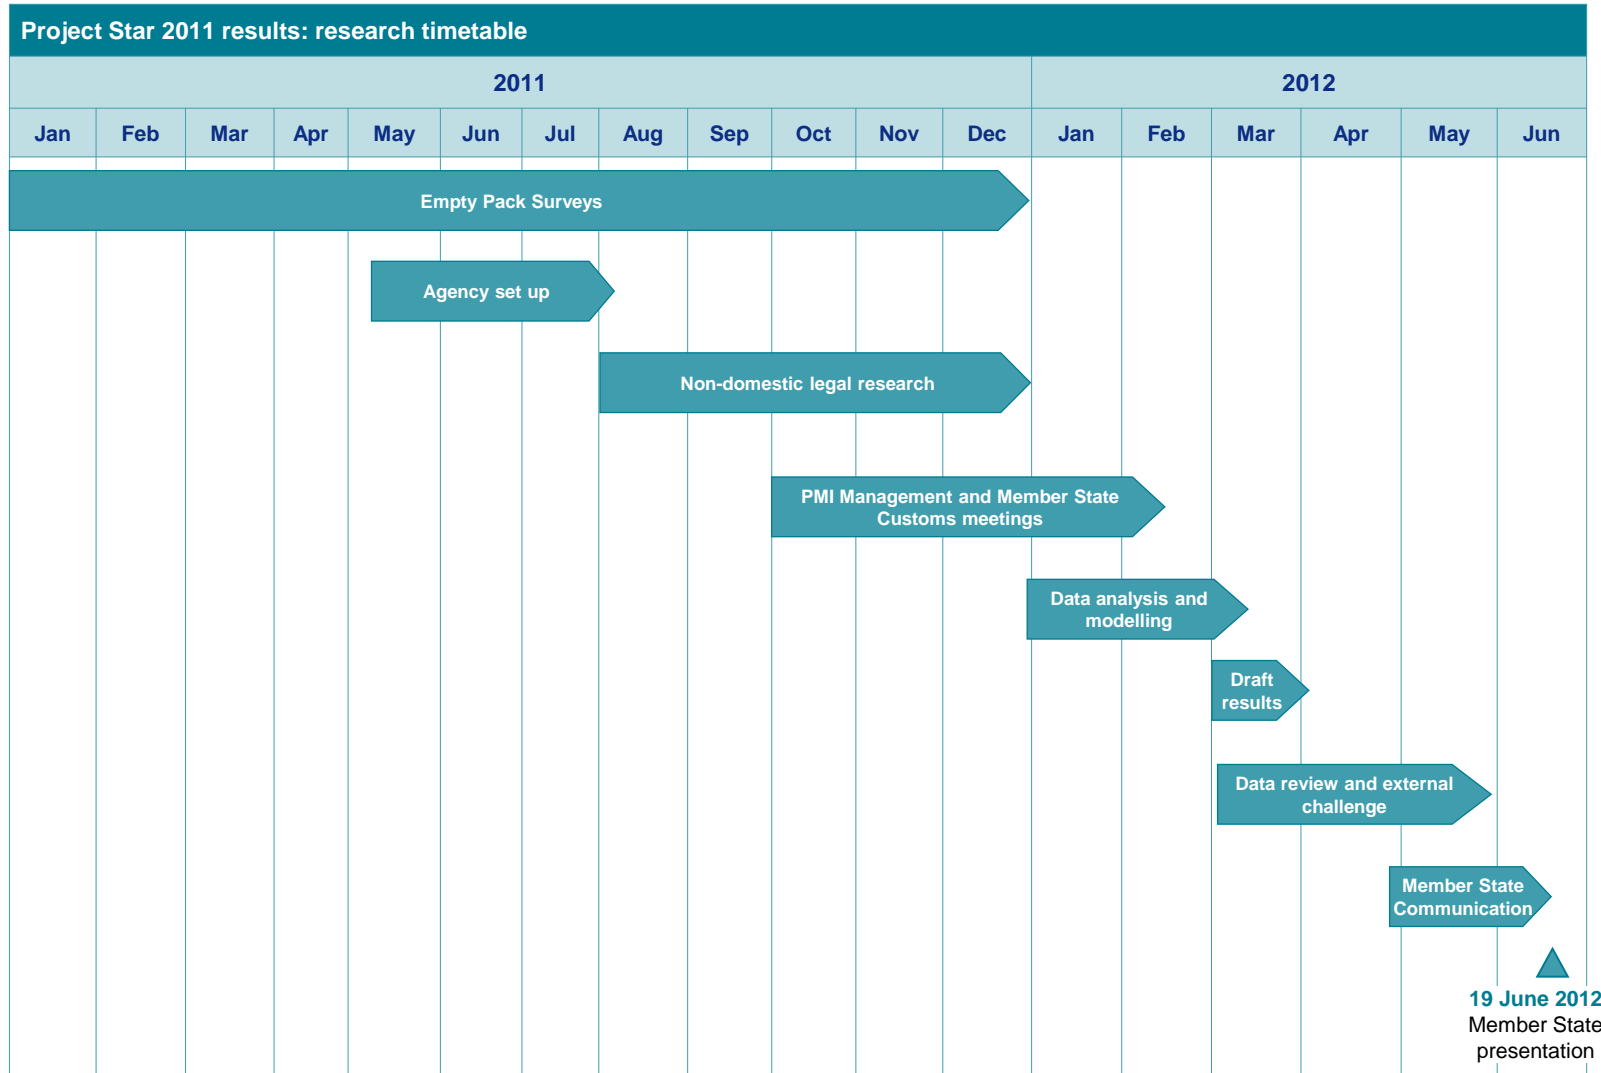 Project Star 2011 results: research timetable
2011 2012
Jan Feb Mar Apr May Jun Jul Aug Sep Oct Nov Dec Jan Feb Mar Apr May Jun
Empty Pack Surveys
Agency set up
Non-domestic legal research
PMI Management and Member State
Customs meetings
Data analysis and
modelling
Draft
results
Data review and external
challenge
Member State
Communication
19 June 2012
Member State
presentation